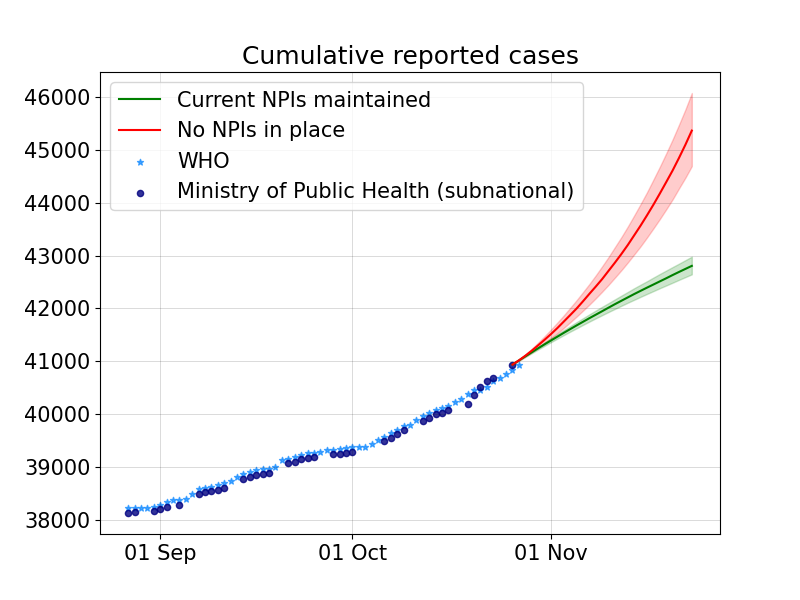 Cumulative reported cases
Current NPIs maintained
No NPIs in place
WHO
Ministry of Public Health (subnational)
46000
45000
44000
43000
42000
41000
40000
39000
38000
01 Sep
01 Oct
01 Nov